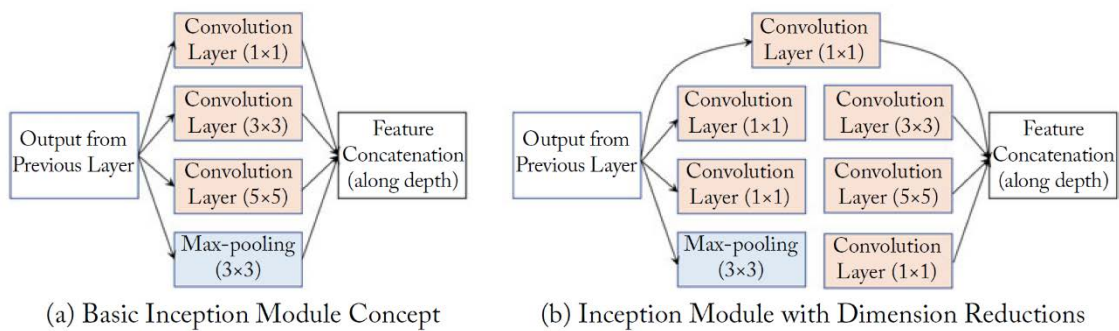 Convolution
Layer (1×1)
Convolution
Layer (3×3)
Output from
Previous Layer
Convolution
Layer (5×5)
Max-pooling
(3×3)
Feature
Concatenation
(along depth)
(a) Basic Inception Module Concept
Convolution
Layer (1×1)
Output from
Previous Layer
Convolution
Layer (1×1)
Convolution
Layer (3×3)
Convolution
Layer (1×1)
Convolution
Layer (5×5)
Max-pooling
(3×3)
Convolution
Layer (1×1)
Feature
Concatenation
(along depth)
(b) Inception Module with Dimension Reductions